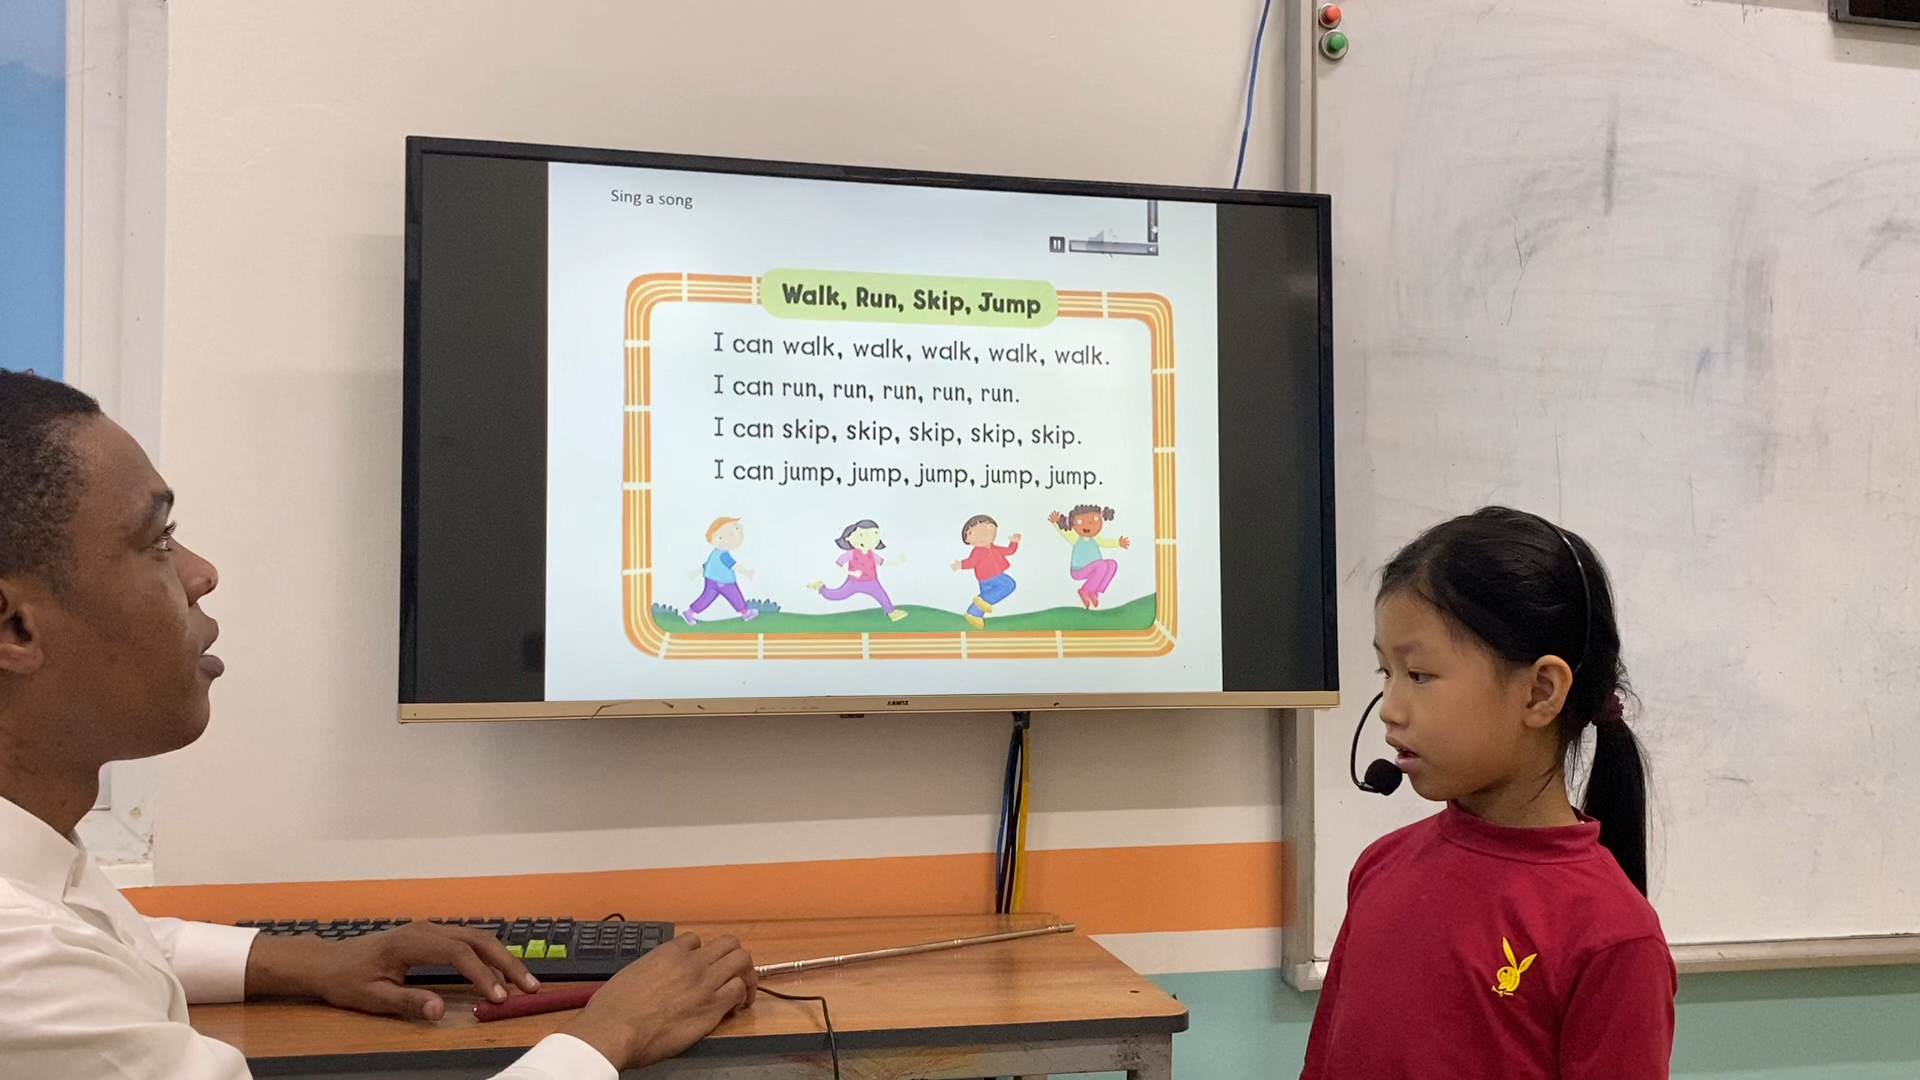 Sing a song
Walk, Run, Skip, Jump
I can walk, walk, walk, walk, walk.
I can run, run, run, run, run.
I can skip, skip, skip, skip, skip.
I can jump, jump, jump, jump, jump.